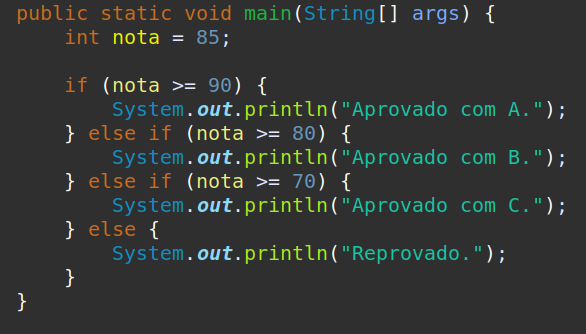 public static void main(String[] args) {
    int nota = 85;

    if (nota >= 90) {
        System.out.println("Aprovado com A.");
    } else if (nota >= 80) {
        System.out.println("Aprovado com B.");
    } else if (nota >= 70) {
        System.out.println("Aprovado com C.");
    } else {
        System.out.println("Reprovado.");
    }
}